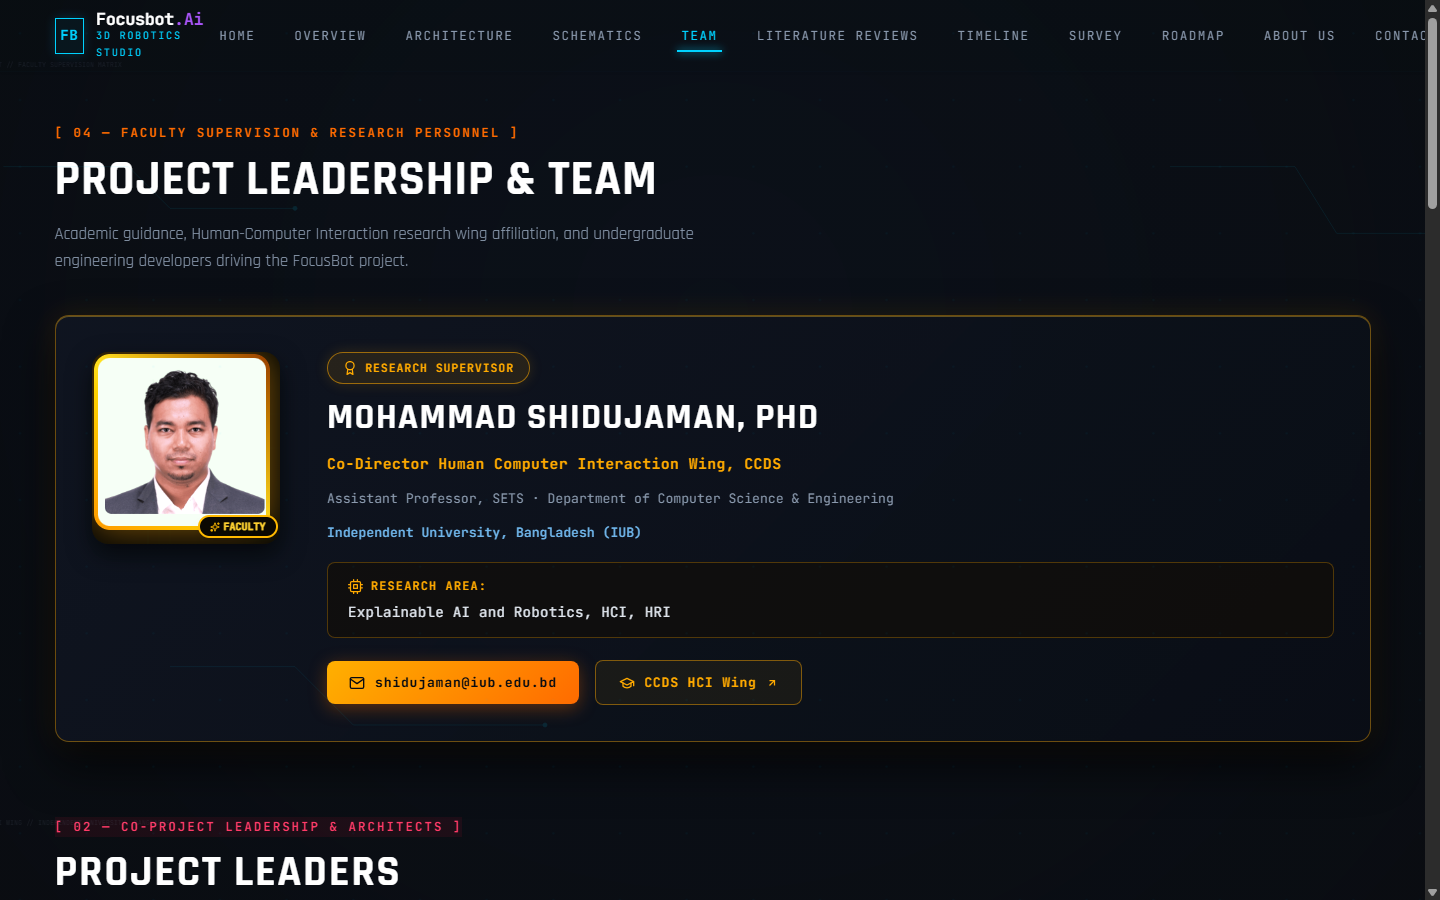 FB
Focusbot.Ai
3D ROBOTICS
STUDIO
HOME
OVERVIEW
ARCHITECTURE
SCHEMATICS
TEAM
LITERATURE REVIEWS
TIMELINE
SURVEY
ROADMAP
ABOUT US
CONTAC
[ 04 — FACULTY SUPERVISION & RESEARCH PERSONNEL ]
PROJECT LEADERSHIP & TEAM
Academic guidance, Human-Computer Interaction research wing affiliation, and undergraduate
engineering developers driving the FocusBot project.
FACULTY
RESEARCH SUPERVISOR
MOHAMMAD SHIDUJAMAN, PHD
Co-Director Human Computer Interaction Wing, CCDS
Assistant Professor, SETS · Department of Computer Science & Engineering
Independent University, Bangladesh (IUB)
RESEARCH AREA:
Explainable AI and Robotics, HCI, HRI
shidujaman@iub.edu.bd
CCDS HCI Wing
[ 02 — CO-PROJECT LEADERSHIP & ARCHITECTS ]
PROJECT LEADERS